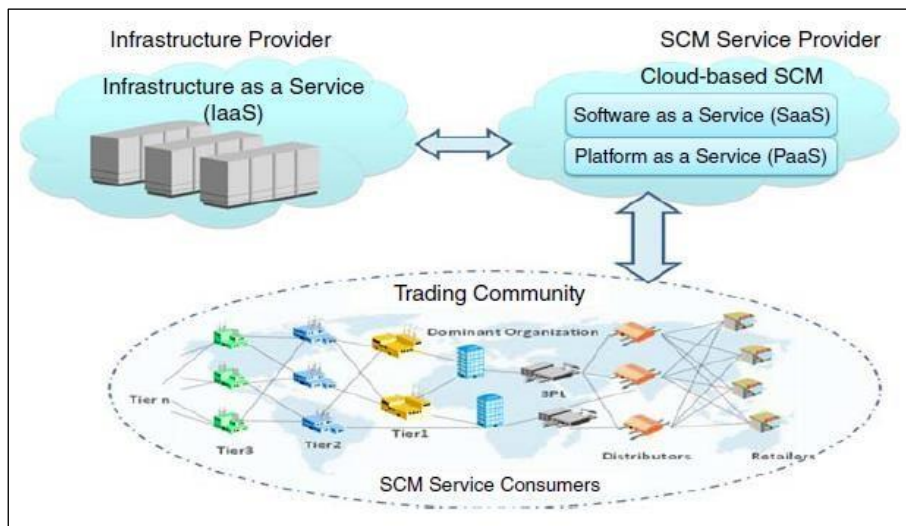 Infrastructure Provider
SCM Service Provider
Infrastructure as a Service
(IaaS)
Cloud-based SCM
Software as a Service (SaaS)
Platform as a Service (PaaS)
Trading Community
Dominant Organization
3PL
Tier n
Tier3
Tier2
Tier1
Distributors
Retailers
SCM Service Consumers